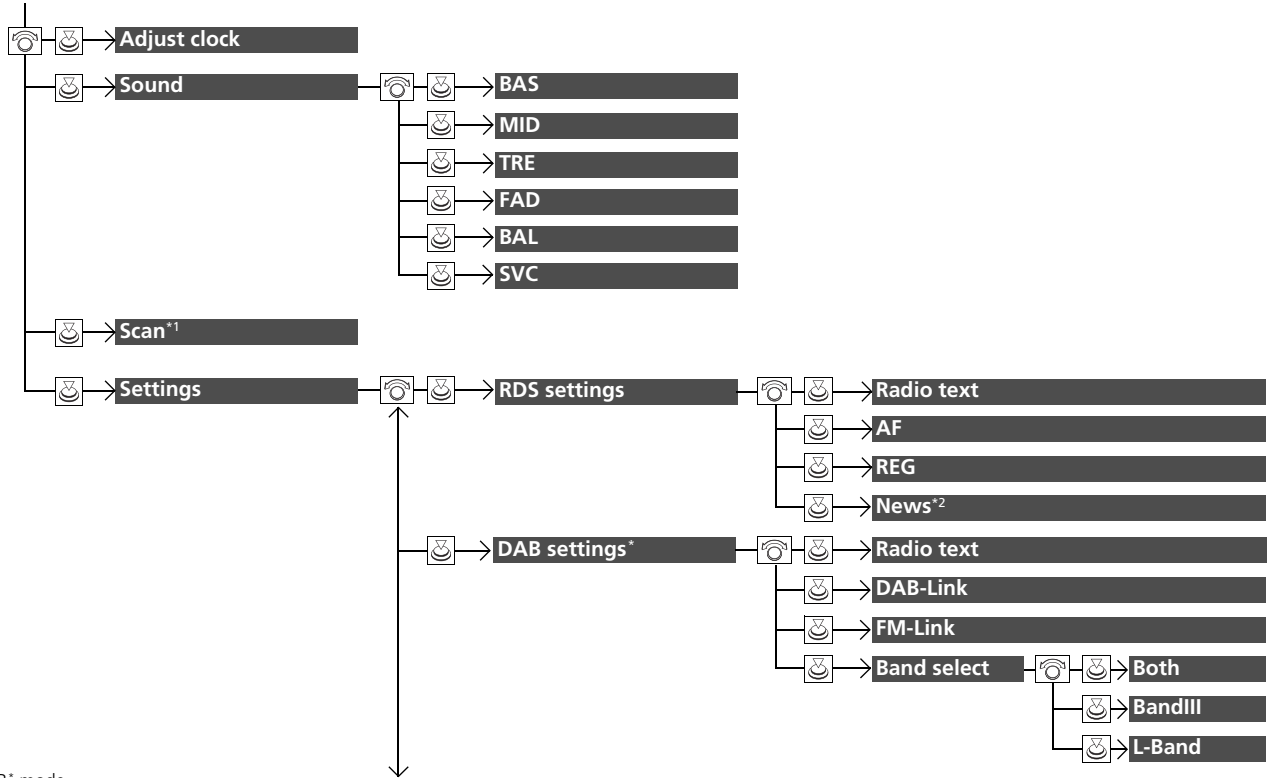 Adjust clock
Sound
BAS
MID
TRE
FAD
BAL
SVC
Scan*1
Settings
RDS settings
Radio text
AF
REG
News*2
DAB settings*
Radio text
DAB-Link
FM-Link
Band select
Both
BandIII
L-Band